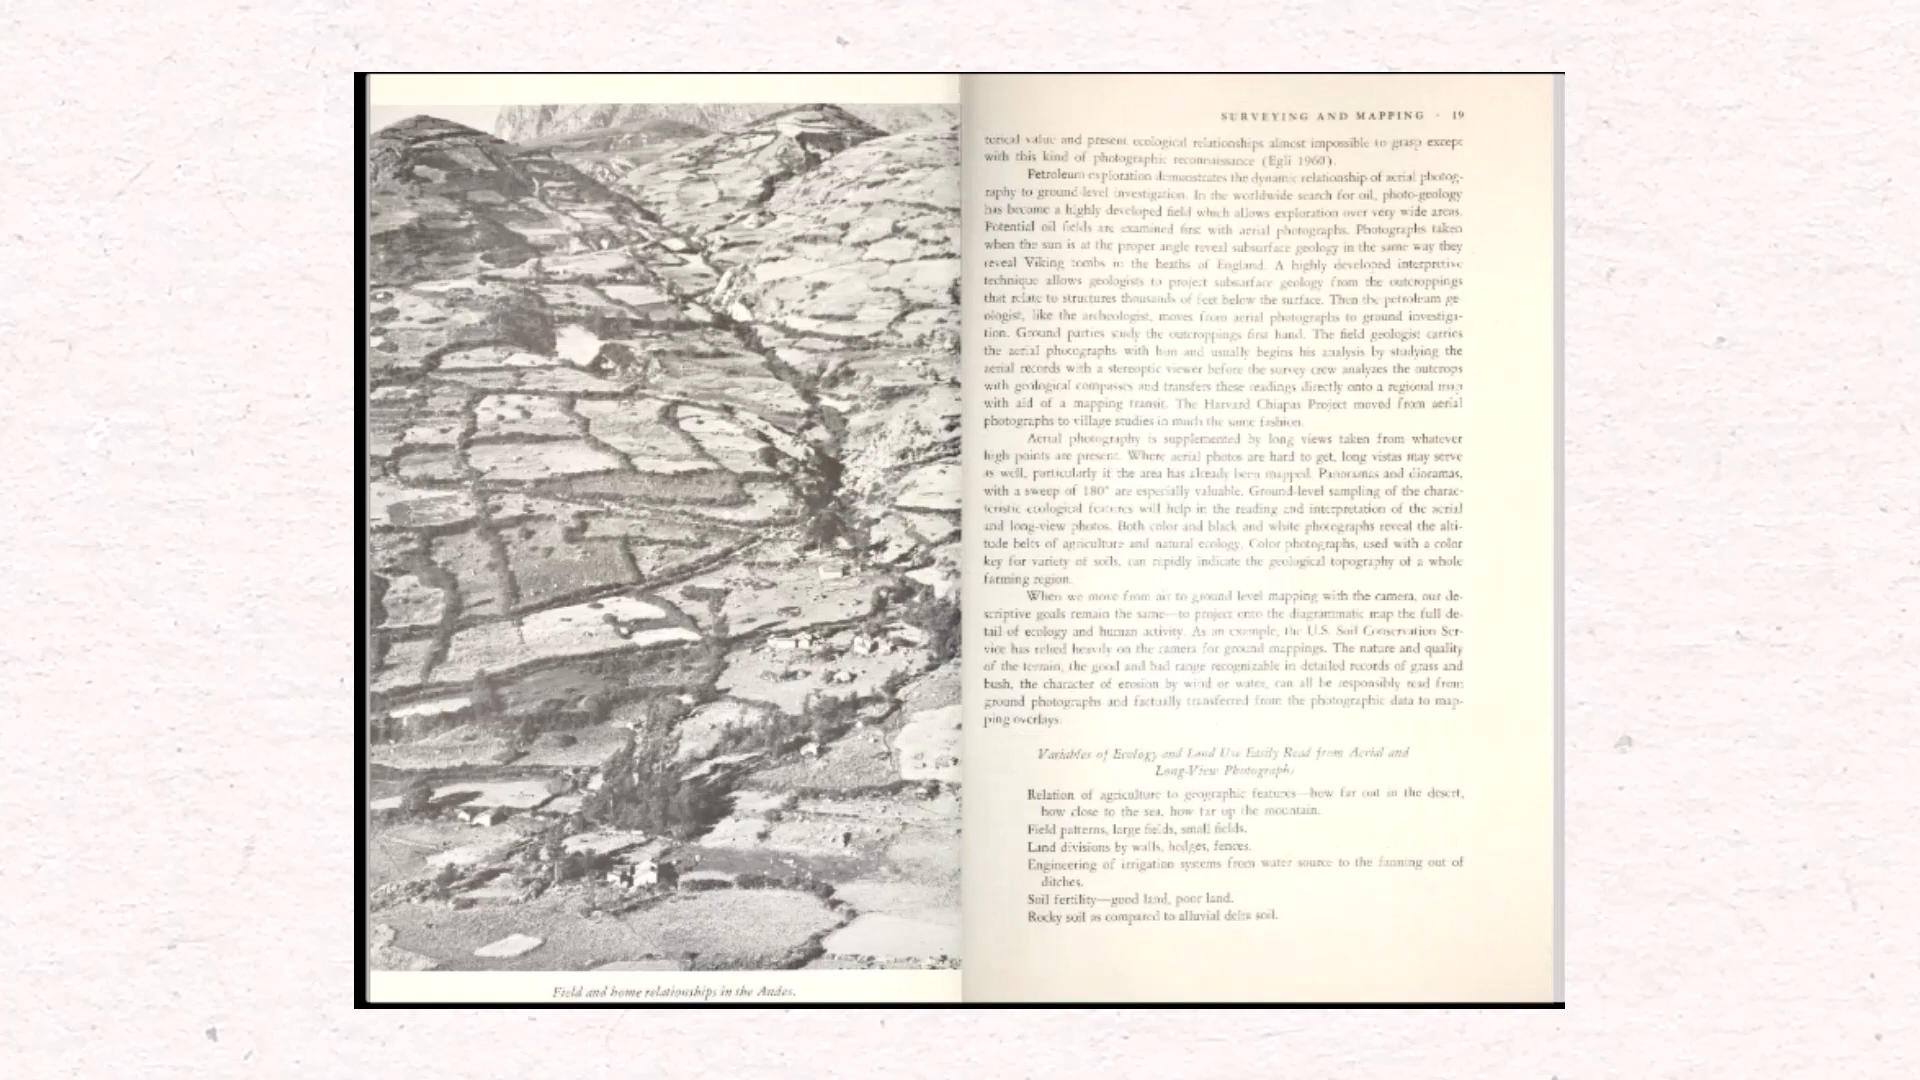 SURVEYING AND MAPPING · 19
torical value and present ecological relationships almost impossible to grasp except
with this kind of photographic reconnaissance (Egli 1960).
Petroleum exploration demonstrates the dynamic relationship of aerial photog-
raphy to ground-level investigation. In the worldwide search for oil, photo-geology
has become a highly developed field which allows exploration over very wide areas.
Potential oil fields are examined first with aerial photographs. Photographs taken
when the sun is at the proper angle reveal subsurface geology in the same way they
reveal Viking tombs in the heaths of England. A highly developed interpretive
technique allows geologists to project subsurface geology from the outcroppings
that relate to structures thousands of feet below the surface. Then the petroleum ge-
ologist, like the archeologist, moves from aerial photographs to ground investiga-
tion. Ground parties study the outcroppings first hand. The field geologist carries
the aerial photographs with him and usually begins his analysis by studying the
aerial records with a stereoptic viewer before the survey crew analyzes the outcrops
with geological compasses and transfers these readings directly onto a regional map
with aid of a mapping transit. The Harvard Chiapas Project moved from aerial
photographs to village studies in much the same fashion.
Aerial photography is supplemented by long views taken from whatever
high points are present. Where aerial photos are hard to get, long vistas may serve
as well, particularly if the area has already been mapped. Panoramas and dioramas,
with a sweep of 180° are especially valuable. Ground-level sampling of the charac-
teristic ecological features will help in the reading and interpretation of the aerial
and long-view photos. Both color and black and white photographs reveal the alti-
tude belts of agriculture and natural ecology. Color photographs, used with a color
key for variety of soils, can rapidly indicate the geological topography of a whole
farming region.
When we move from air to ground level mapping with the camera, our de-
scriptive goals remain the same—to project onto the diagrammatic map the full de-
tail of ecology and human activity. As an example, the U.S. Soil Conservation Ser-
vice has relied heavily on the camera for ground mappings. The nature and quality
of the terrain, the good and bad range recognizable in detailed records of grass and
bush, the character of erosion by wind or water, can all be responsibly read from
ground photographs and factually transferred from the photographic data to map-
ping overlays.
Variables of Ecology and Land Use Easily Read from Aerial and
Long-View Photographs
Relation of agriculture to geographic features—how far out in the desert,
how close to the sea, how far up the mountain.
Field patterns, large fields, small fields.
Land divisions by walls, hedges, fences.
Engineering of irrigation systems from water source to the fanning out of
ditches.
Soil fertility—good land, poor land.
Rocky soil as compared to alluvial delta soil.
Field and home relationships in the Andes.